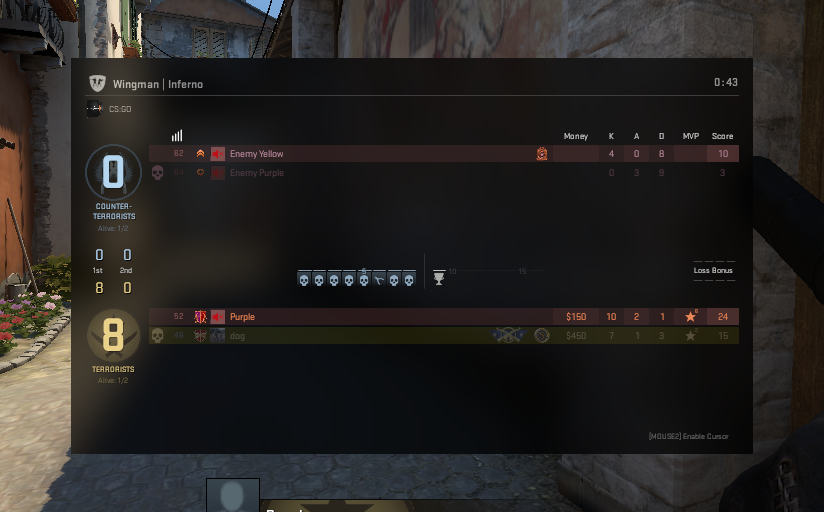 Wingman | Inferno
0:43
CS:GO
Money K A D MVP Score
62 Enemy Yellow 4 0 8 10
Enemy Purple 0 3 9 3
0
COUNTER-
TERRORISTS
Alive: 1/2
0 0
1st 2nd
8 0
5 10 15
Loss Bonus
8
TERRORISTS
Alive: 1/2
52 Purple $150 10 2 1 24
dog $450 7 1 3 15
[MOUSE2] Enable Cursor